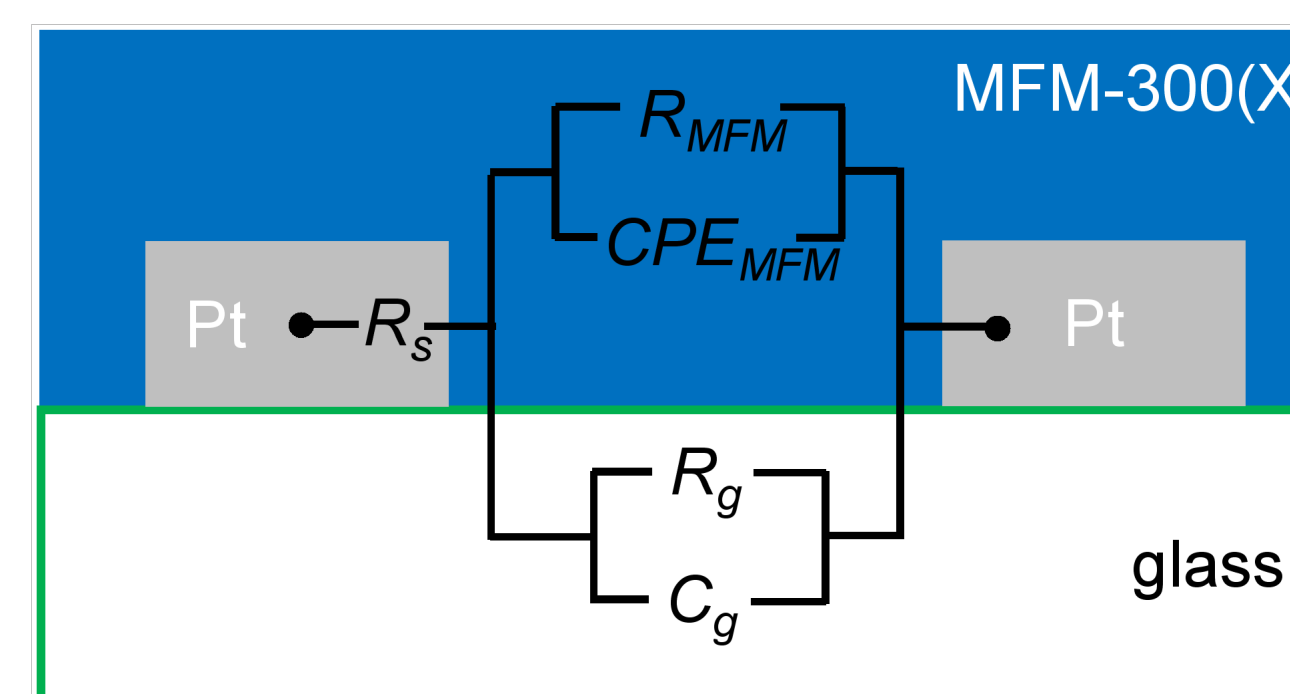 MFM-300(X
R_MFM
CPE_MFM
Pt
R_s
Pt
R_g
glass
C_g